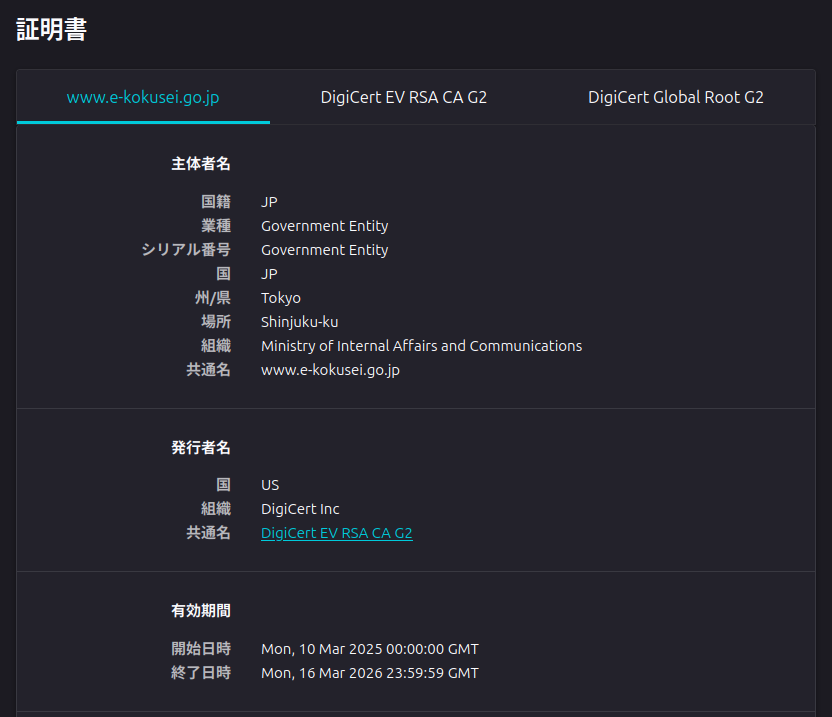 証明書
www.e-kokusei.go.jp DigiCert EV RSA CA G2 DigiCert Global Root G2
主体者名
国籍 JP
業種 Government Entity
シリアル番号 Government Entity
国 JP
州/県 Tokyo
場所 Shinjuku-ku
組織 Ministry of Internal Affairs and Communications
共通名 www.e-kokusei.go.jp
発行者名
国 US
組織 DigiCert Inc
共通名 DigiCert EV RSA CA G2
有効期間
開始日時 Mon, 10 Mar 2025 00:00:00 GMT
終了日時 Mon, 16 Mar 2026 23:59:59 GMT